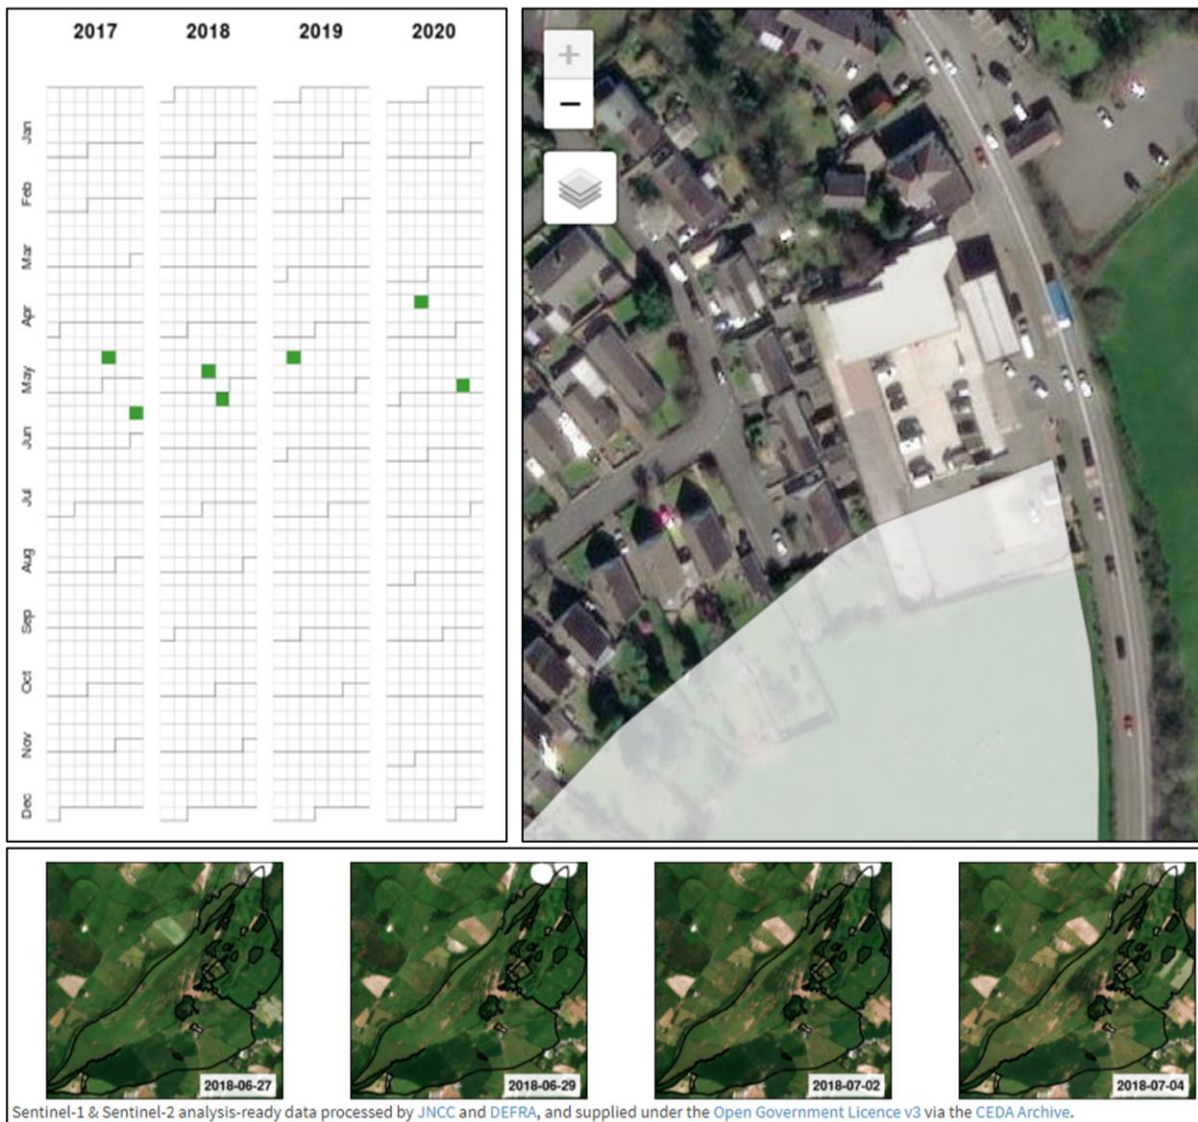 2017 2018 2019 2020
Jan
Feb
Mar
Apr
May
Jun
Jul
Aug
Sep
Oct
Nov
Dec
+
−
2018-06-27 2018-06-29 2018-07-02 2018-07-04
Sentinel-1 & Sentinel-2 analysis-ready data processed by JNCC and DEFRA, and supplied under the Open Government Licence v3 via the CEDA Archive.